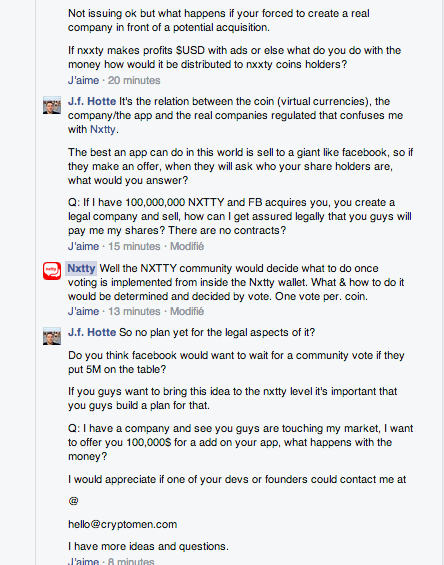 Not issuing ok but what happens if your forced to create a real
company in front of a potential acquisition.
If nxxty makes profits $USD with ads or else what do you do with the
money how would it be distributed to nxxty coins holders?
J'aime · 20 minutes
J.f. Hotte It's the relation between the coin (virtual currencies), the
company/the app and the real companies regulated that confuses me
with Nxtty.
The best an app can do in this world is sell to a giant like facebook, so if
they make an offer, when they will ask who your share holders are,
what would you answer?
Q: If I have 100,000,000 NXTTY and FB acquires you, you create a
legal company and sell, how can I get assured legally that you guys will
pay me my shares? There are no contracts?
J'aime · 15 minutes · Modifié
Nxtty Well the NXTTY community would decide what to do once
voting is implemented from inside the Nxtty wallet. What & how to do it
would be determined and decided by vote. One vote per. coin.
J'aime · 13 minutes · Modifié
J.f. Hotte So no plan yet for the legal aspects of it?
Do you think facebook would want to wait for a community vote if they
put 5M on the table?
If you guys want to bring this idea to the nxtty level it's important that
you guys build a plan for that.
Q: I have a company and see you guys are touching my market, I want
to offer you 100,000$ for a add on your app, what happens with the
money?
I would appreciate if one of your devs or founders could contact me at
@
hello@cryptomen.com
I have more ideas and questions.
J'aime · 8 minutes